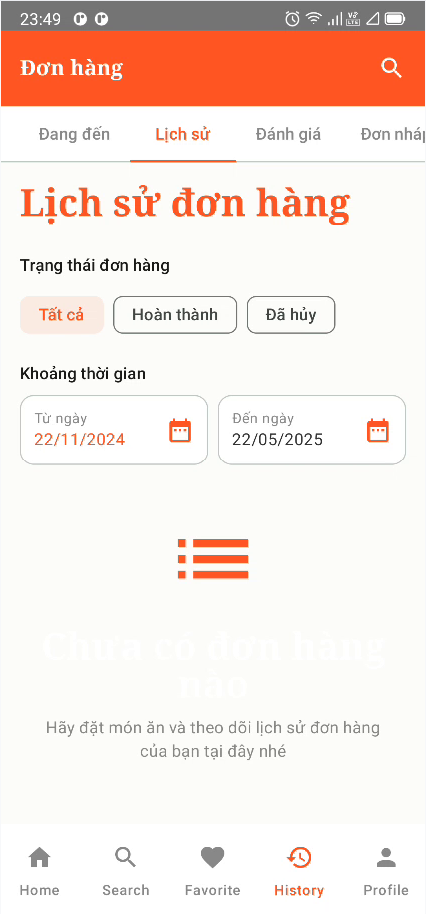 23:49
Đơn hàng
Đang đến Lịch sử Đánh giá Đơn nháp
Lịch sử đơn hàng
Trạng thái đơn hàng
Tất cả Hoàn thành Đã hủy
Khoảng thời gian
Từ ngày Đến ngày
22/11/2024 22/05/2025
Chưa có đơn hàng
nào
Hãy đặt món ăn và theo dõi lịch sử đơn hàng
của bạn tại đây nhé
Home Search Favorite History Profile